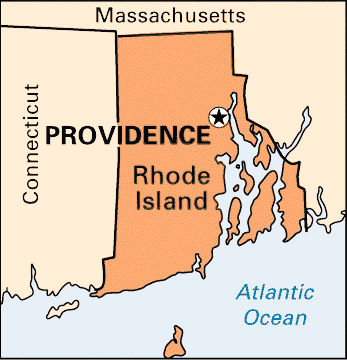 Massachusetts
Connecticut
PROVIDENCE
Rhode
Island
Atlantic
Ocean